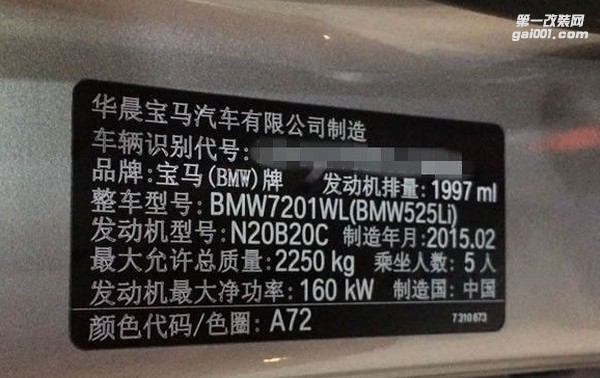 第一改装网
gai001.com
华晨宝马汽车有限公司制造
车辆识别代号:
品牌:宝马(BMW)牌 发动机排量:1997 ml
整车型号:BMW7201WL(BMW525Li)
发动机型号:N20B20C 制造年月:2015.02
最大允许总质量:2250 kg 乘坐人数:5人
发动机最大净功率:160 kW 制造国:中国
颜色代码/色圈:A72 7310673